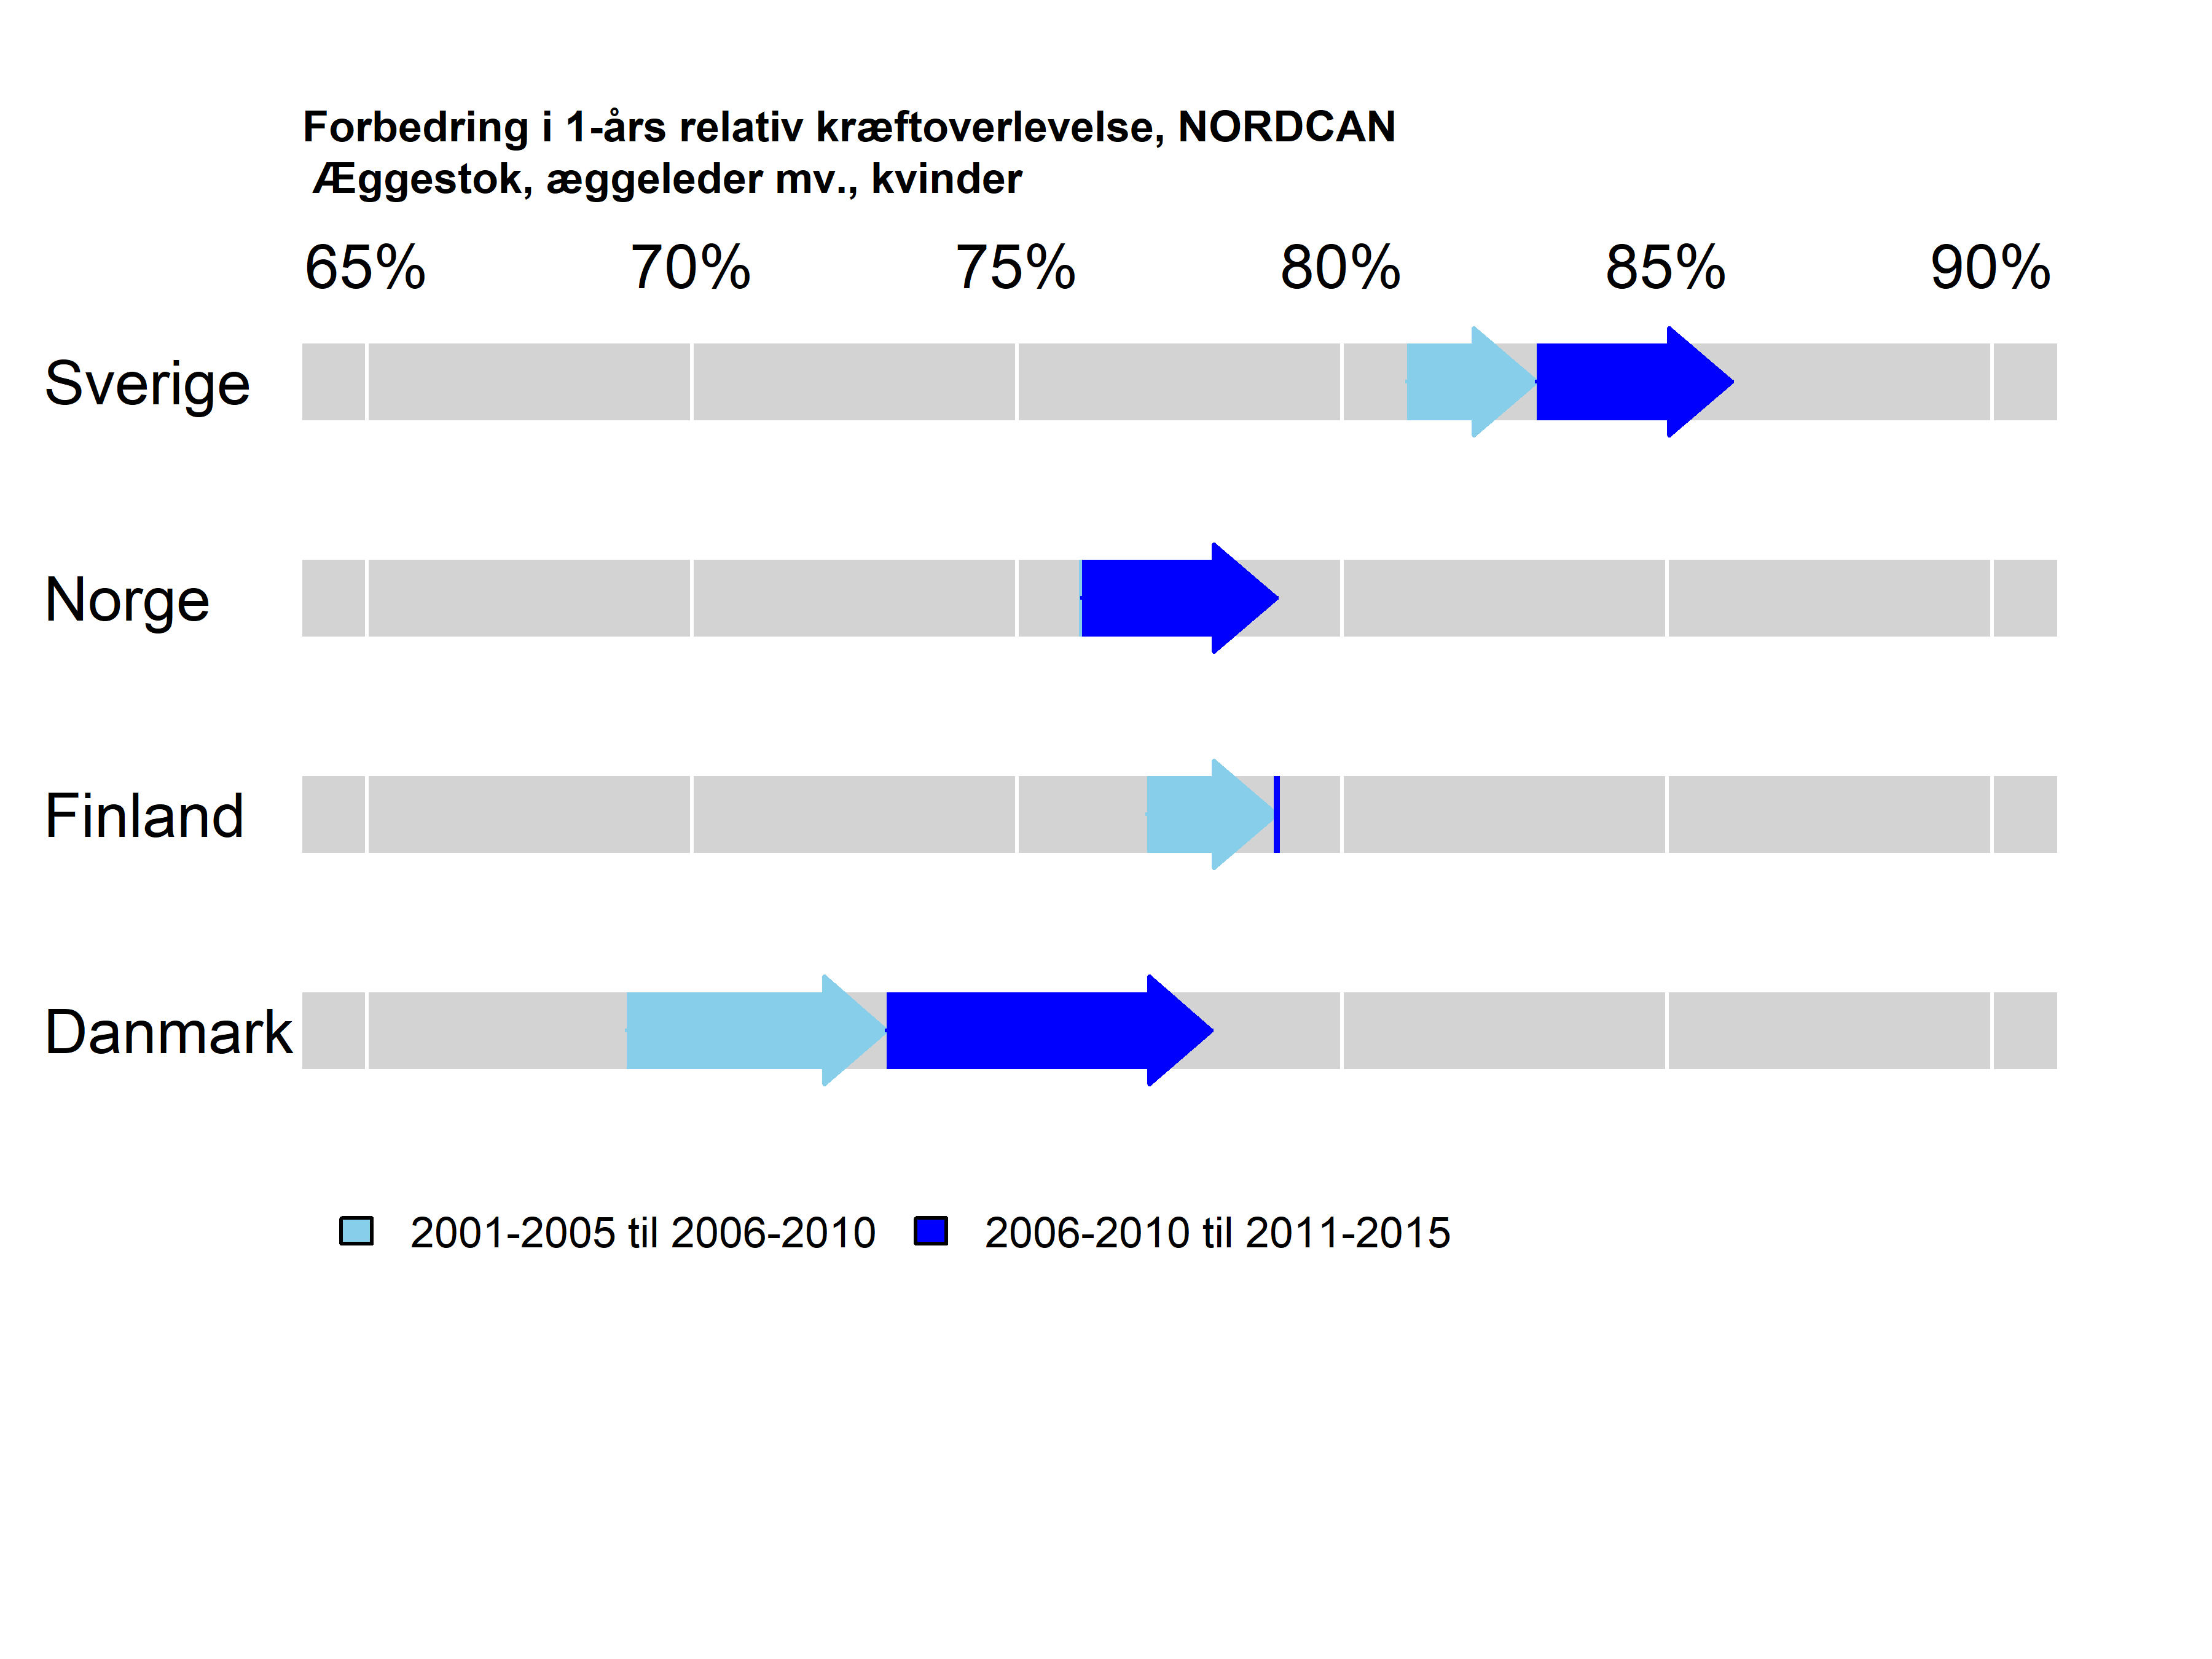 Forbedring i 1-års relativ kræftoverlevelse, NORDCAN
Æggestok, æggeleder mv., kvinder
65% 70% 75% 80% 85% 90%
Sverige
Norge
Finland
Danmark
2001-2005 til 2006-2010 2006-2010 til 2011-2015